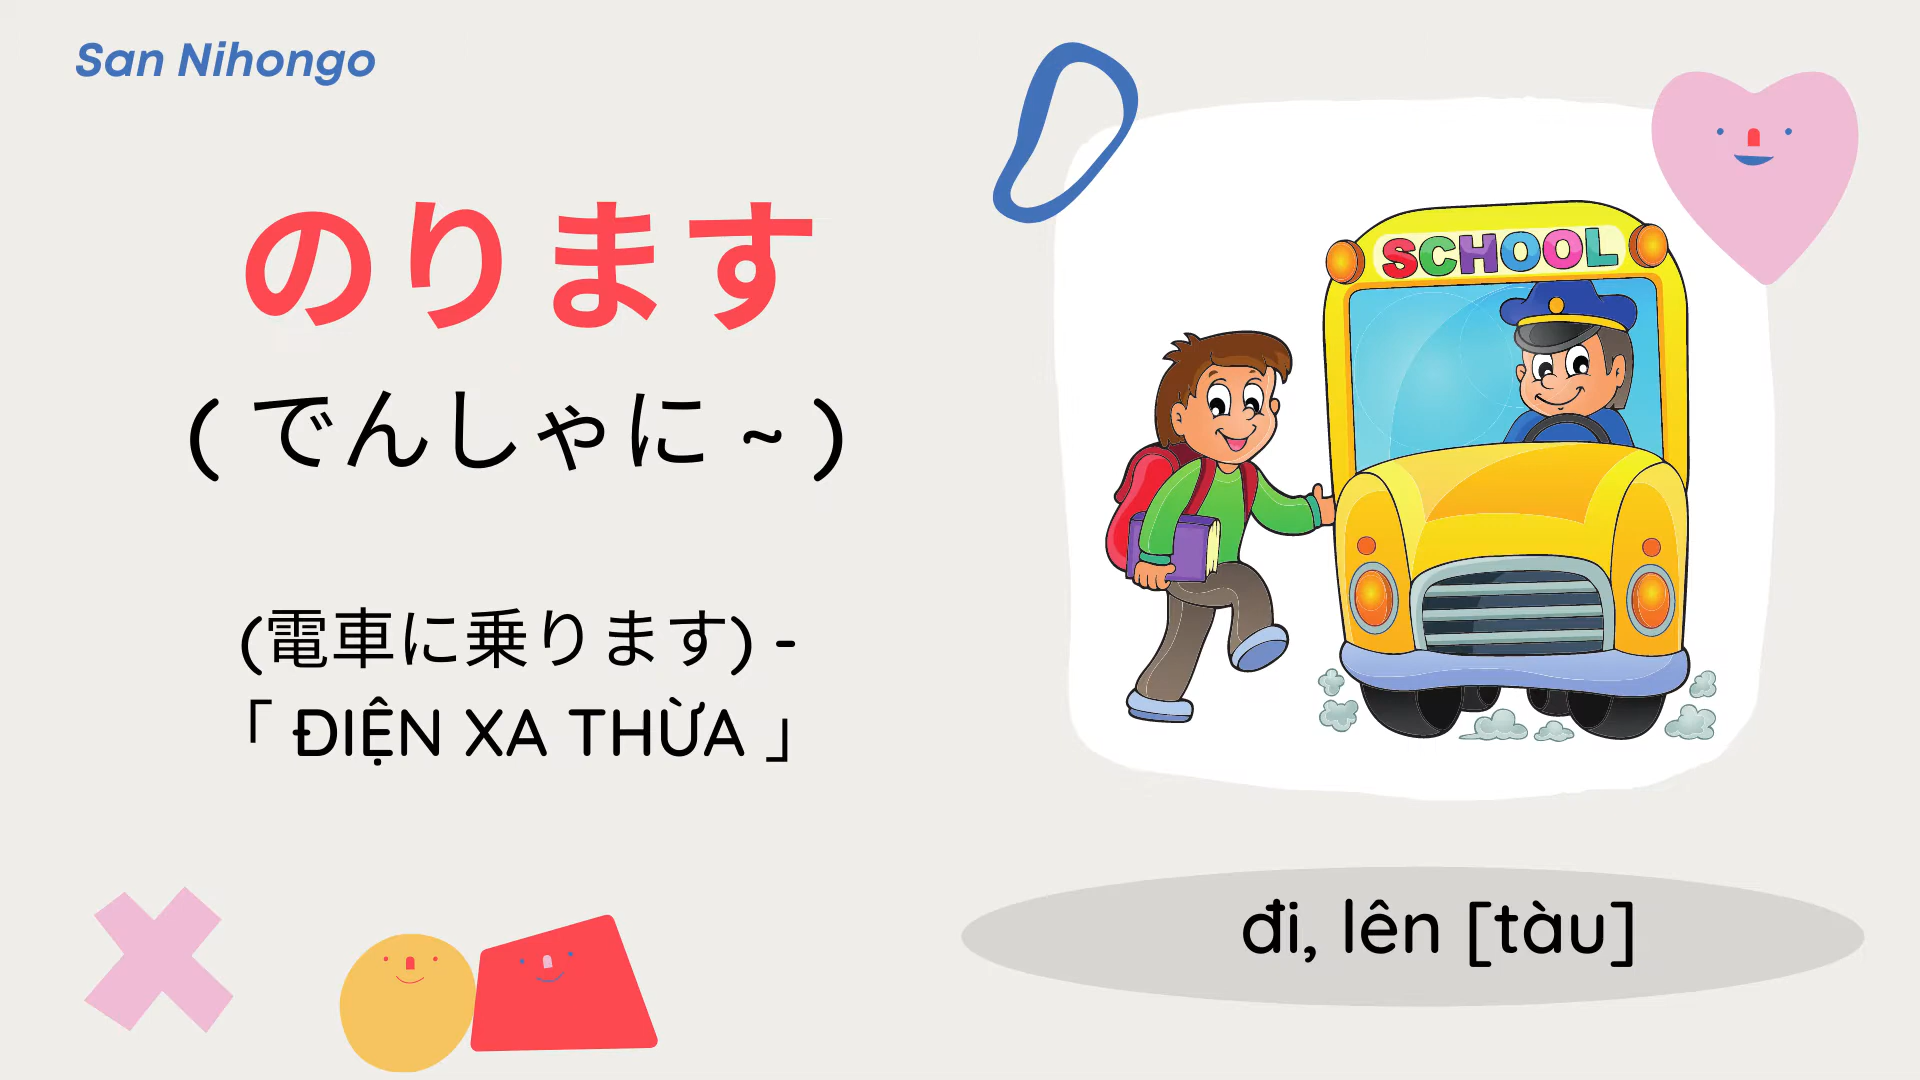 San Nihongo
のります
( でんしゃに ~ )
(電車に乗ります) -
「 ĐIỆN XA THỪA 」
SCHOOL
đi, lên [tàu]